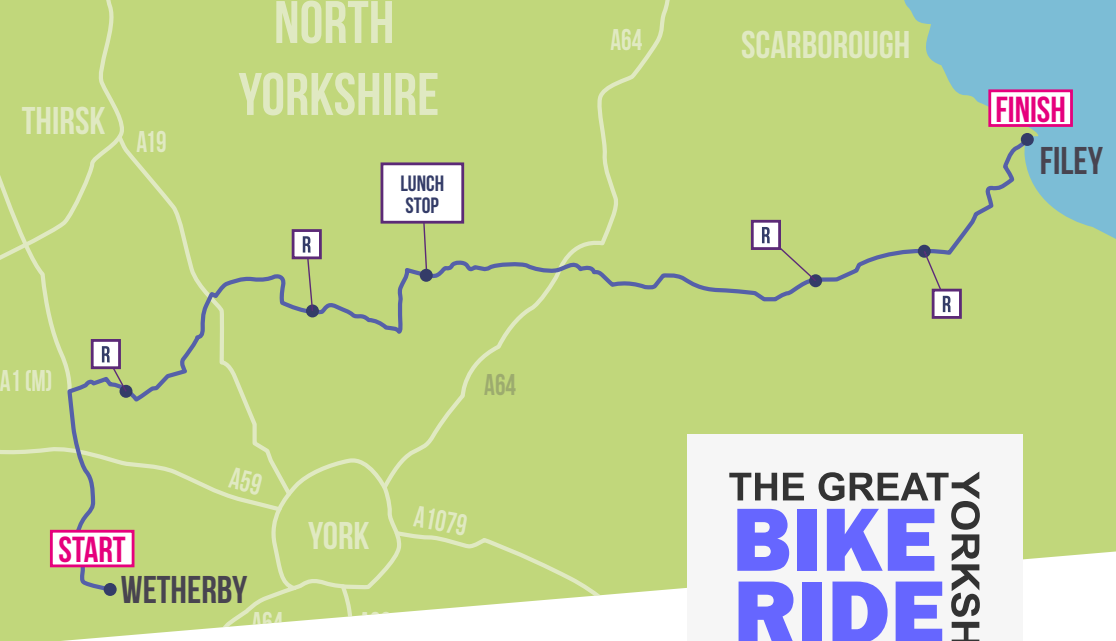 NORTH
YORKSHIRE
A64
SCARBOROUGH
FINISH
FILEY
THIRSK
A19
LUNCH
STOP
R
R
R
R
A1 (M)
A64
A59
A1079
YORK
START
WETHERBY
A64
THE GREAT
BIKE
RIDE